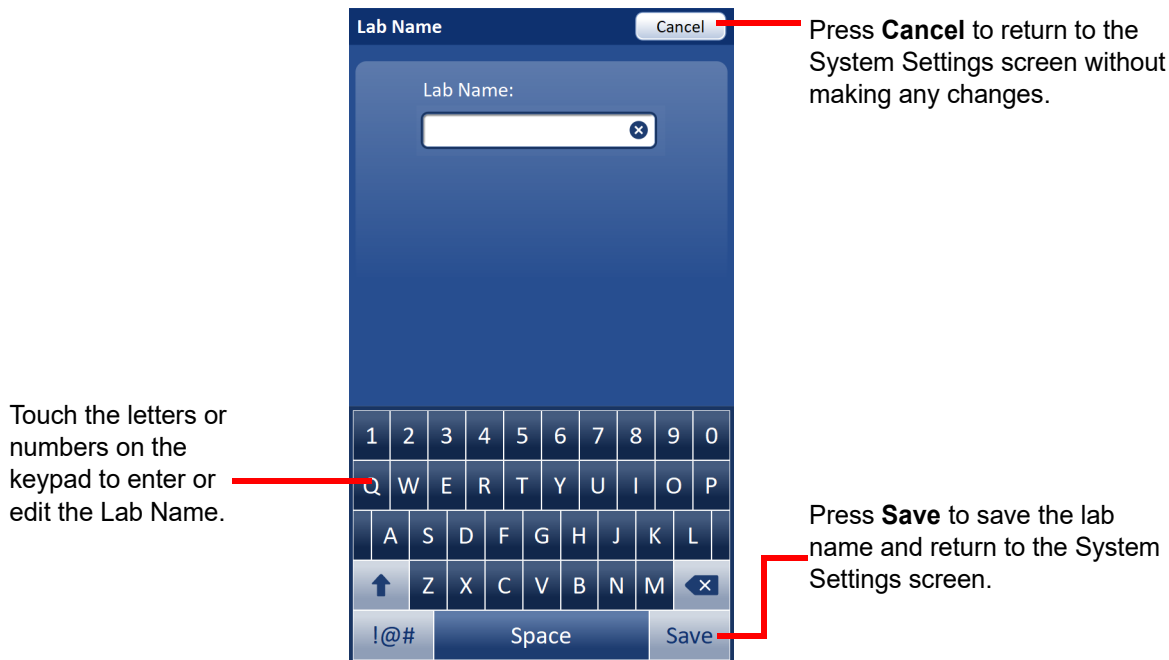 Lab Name
Cancel
Press Cancel to return to the
System Settings screen without
making any changes.
Lab Name:
Touch the letters or
numbers on the
keypad to enter or
edit the Lab Name.
1 2 3 4 5 6 7 8 9 0
Q W E R T Y U I O P
A S D F G H J K L
Z X C V B N M
!@# Space Save
Press Save to save the lab
name and return to the System
Settings screen.